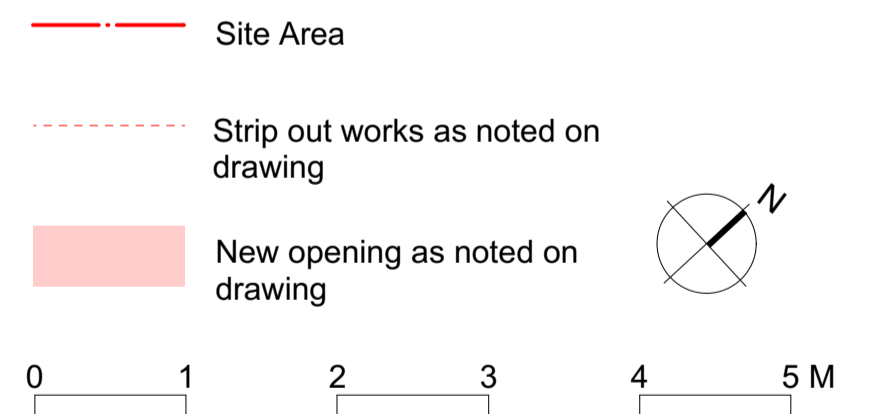 Site Area
Strip out works as noted on
drawing
N
New opening as noted on
drawing
0 1 2 3 4 5 M